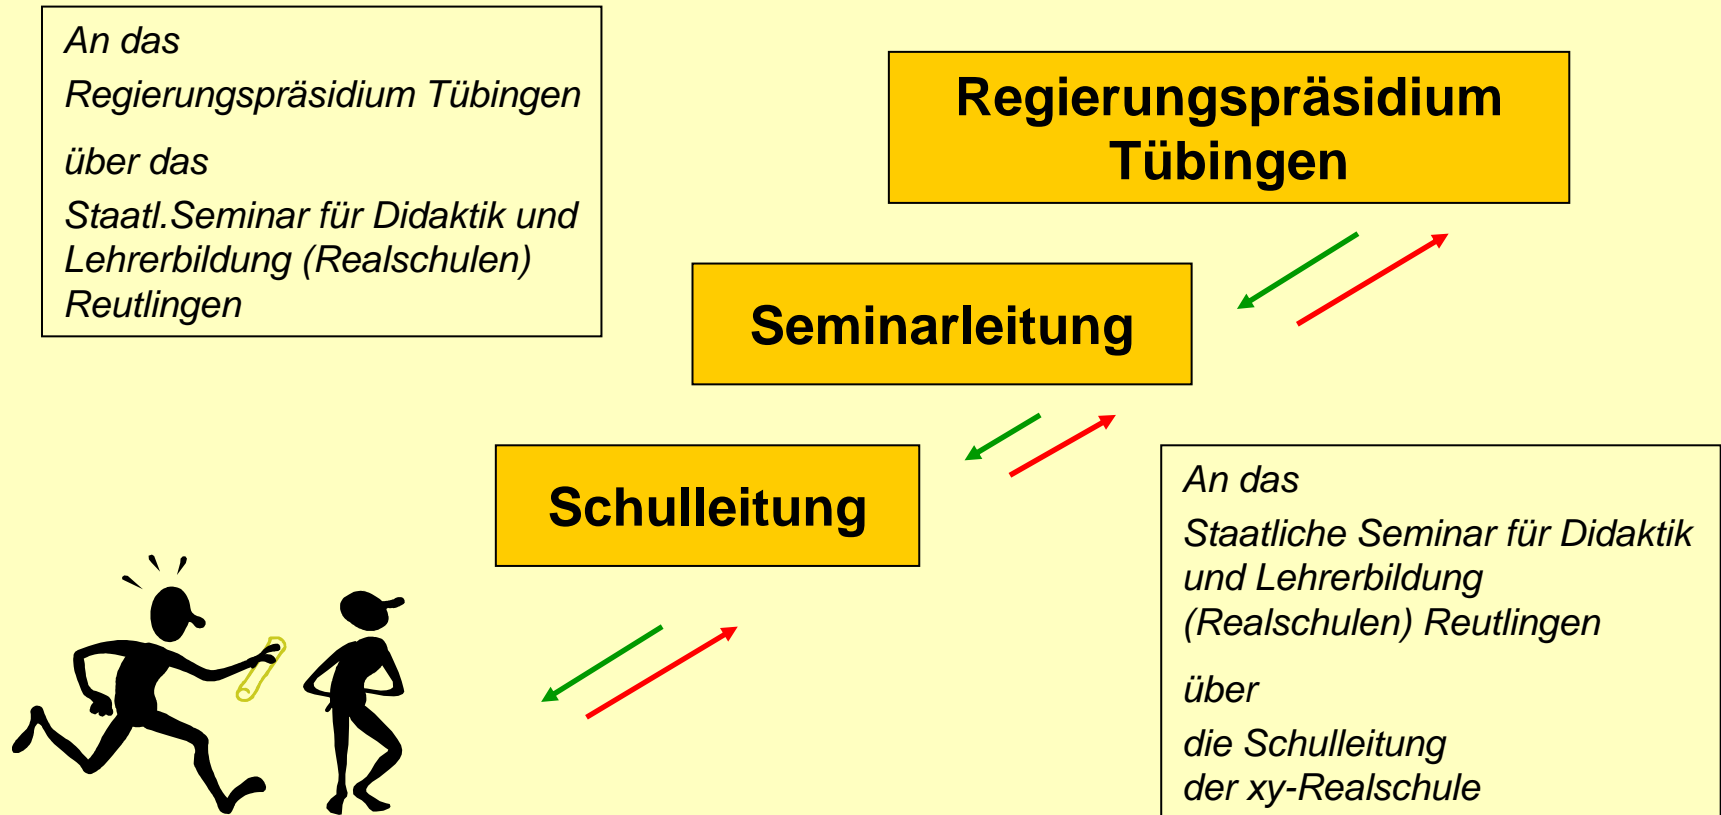 An das
Regierungspräsidium Tübingen
über das
Staatl.Seminar für Didaktik und
Lehrerbildung (Realschulen)
Reutlingen
Regierungspräsidium
Tübingen
Seminarleitung
Schulleitung
An das
Staatliche Seminar für Didaktik
und Lehrerbildung
(Realschulen) Reutlingen
über
die Schulleitung
der xy-Realschule